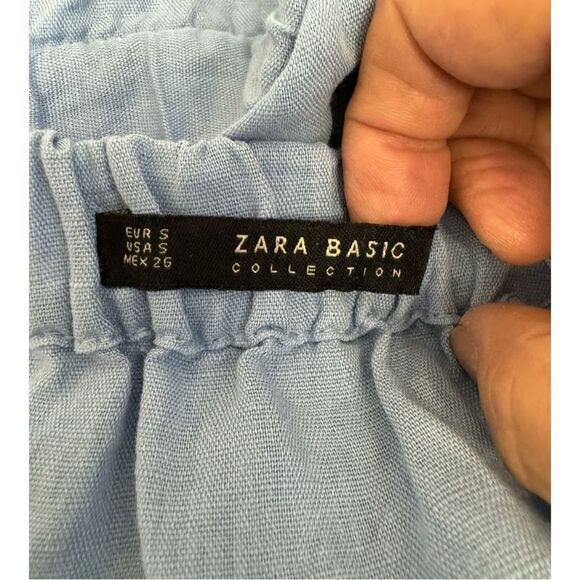 EUR S
USA S
MEX 26
ZARA BASIC
COLLECTION